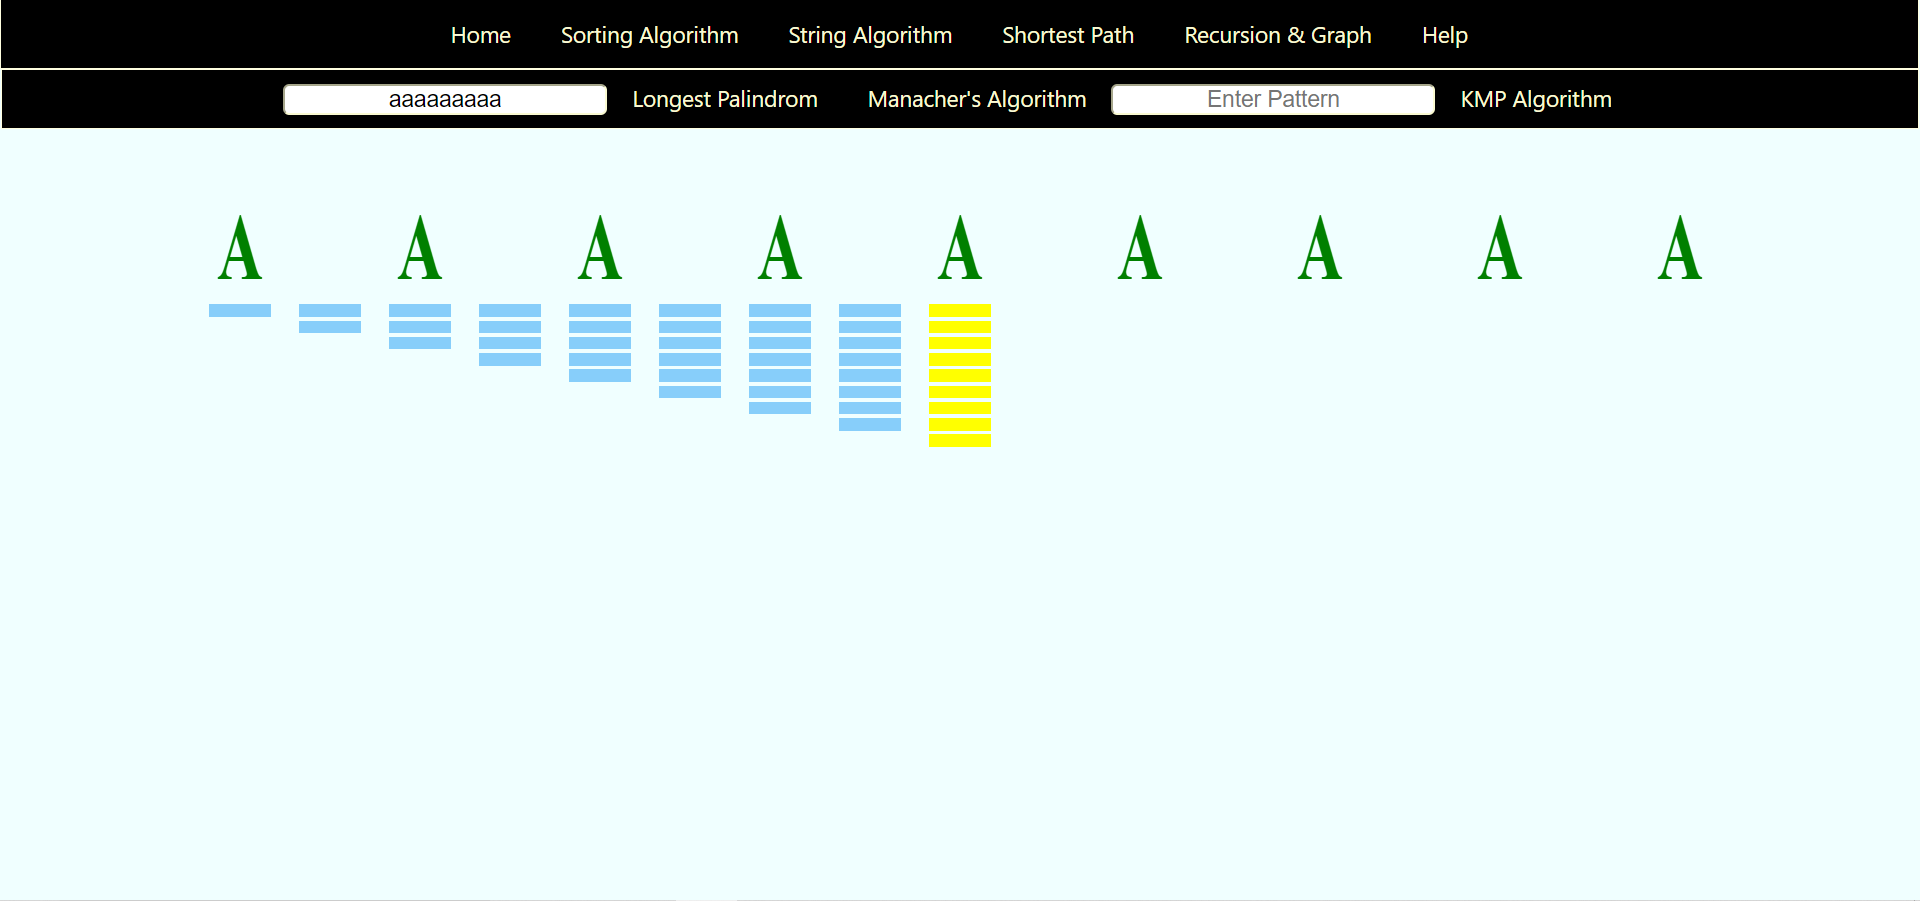 Home Sorting Algorithm String Algorithm Shortest Path Recursion & Graph Help
aaaaaaaaa Longest Palindrom Manacher's Algorithm Enter Pattern KMP Algorithm
A A A A A A A A A